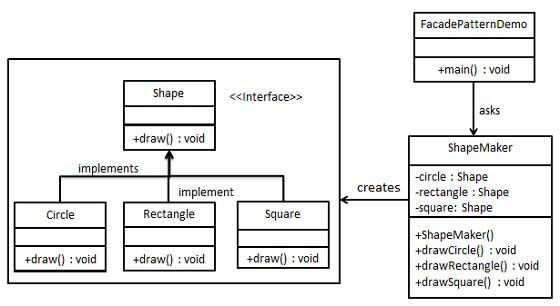 FacadePatternDemo
+main() : void
asks
Shape
<<Interface>>
+draw() : void
implements
implement
Circle
+draw() : void
Rectangle
+draw() : void
Square
+draw() : void
creates
ShapeMaker
-circle : Shape
-rectangle : Shape
-square: Shape
+ShapeMaker()
+drawCircle() : void
+drawRectangle() : void
+drawSquare() : void